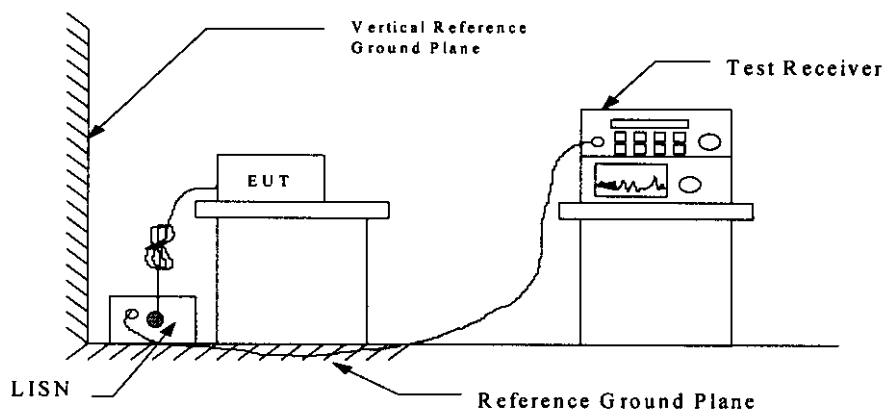 Vertical Reference
Ground Plane
Test Receiver
EUT
LISN
Reference Ground Plane